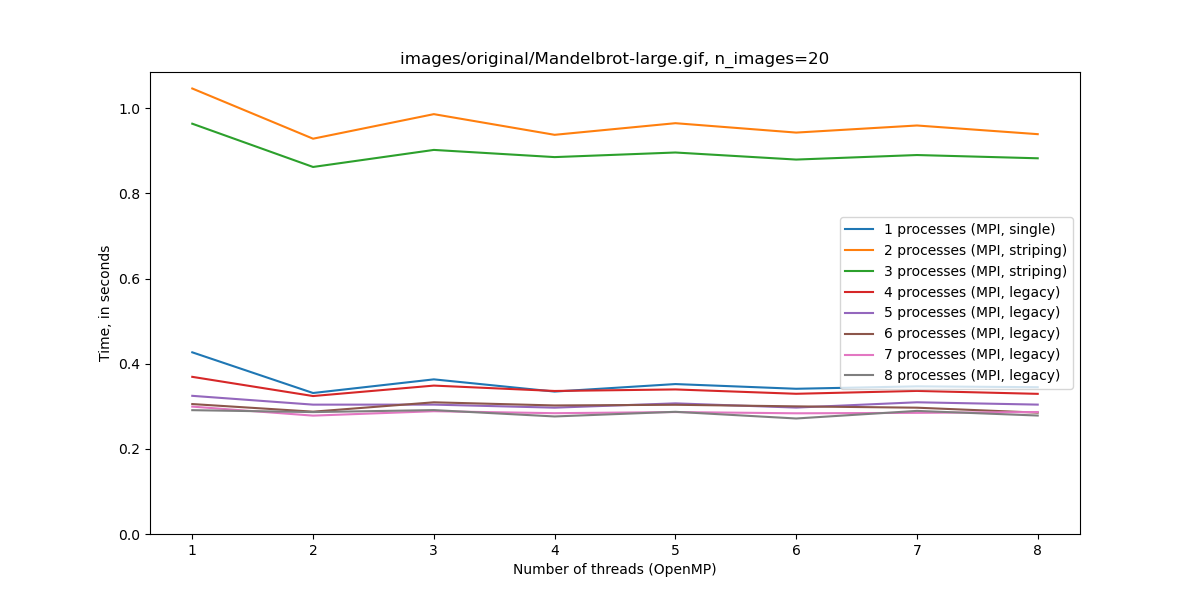 images/original/Mandelbrot-large.gif, n_images=20
Time, in seconds
1.0
0.8
0.6
0.4
0.2
0.0
1 processes (MPI, single)
2 processes (MPI, striping)
3 processes (MPI, striping)
4 processes (MPI, legacy)
5 processes (MPI, legacy)
6 processes (MPI, legacy)
7 processes (MPI, legacy)
8 processes (MPI, legacy)
1 2 3 4 5 6 7 8
Number of threads (OpenMP)